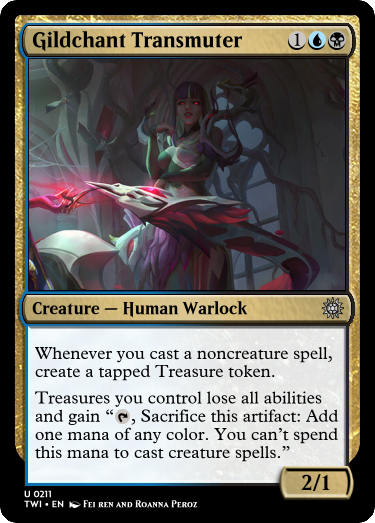 Gildchant Transmuter 1
Creature — Human Warlock
Whenever you cast a noncreature spell,
create a tapped Treasure token.
Treasures you control lose all abilities
and gain “, Sacrifice this artifact: Add
one mana of any color. You can’t spend
this mana to cast creature spells.”
2/1
U 0211
TWI • EN Fei ren and Roanna Peroz